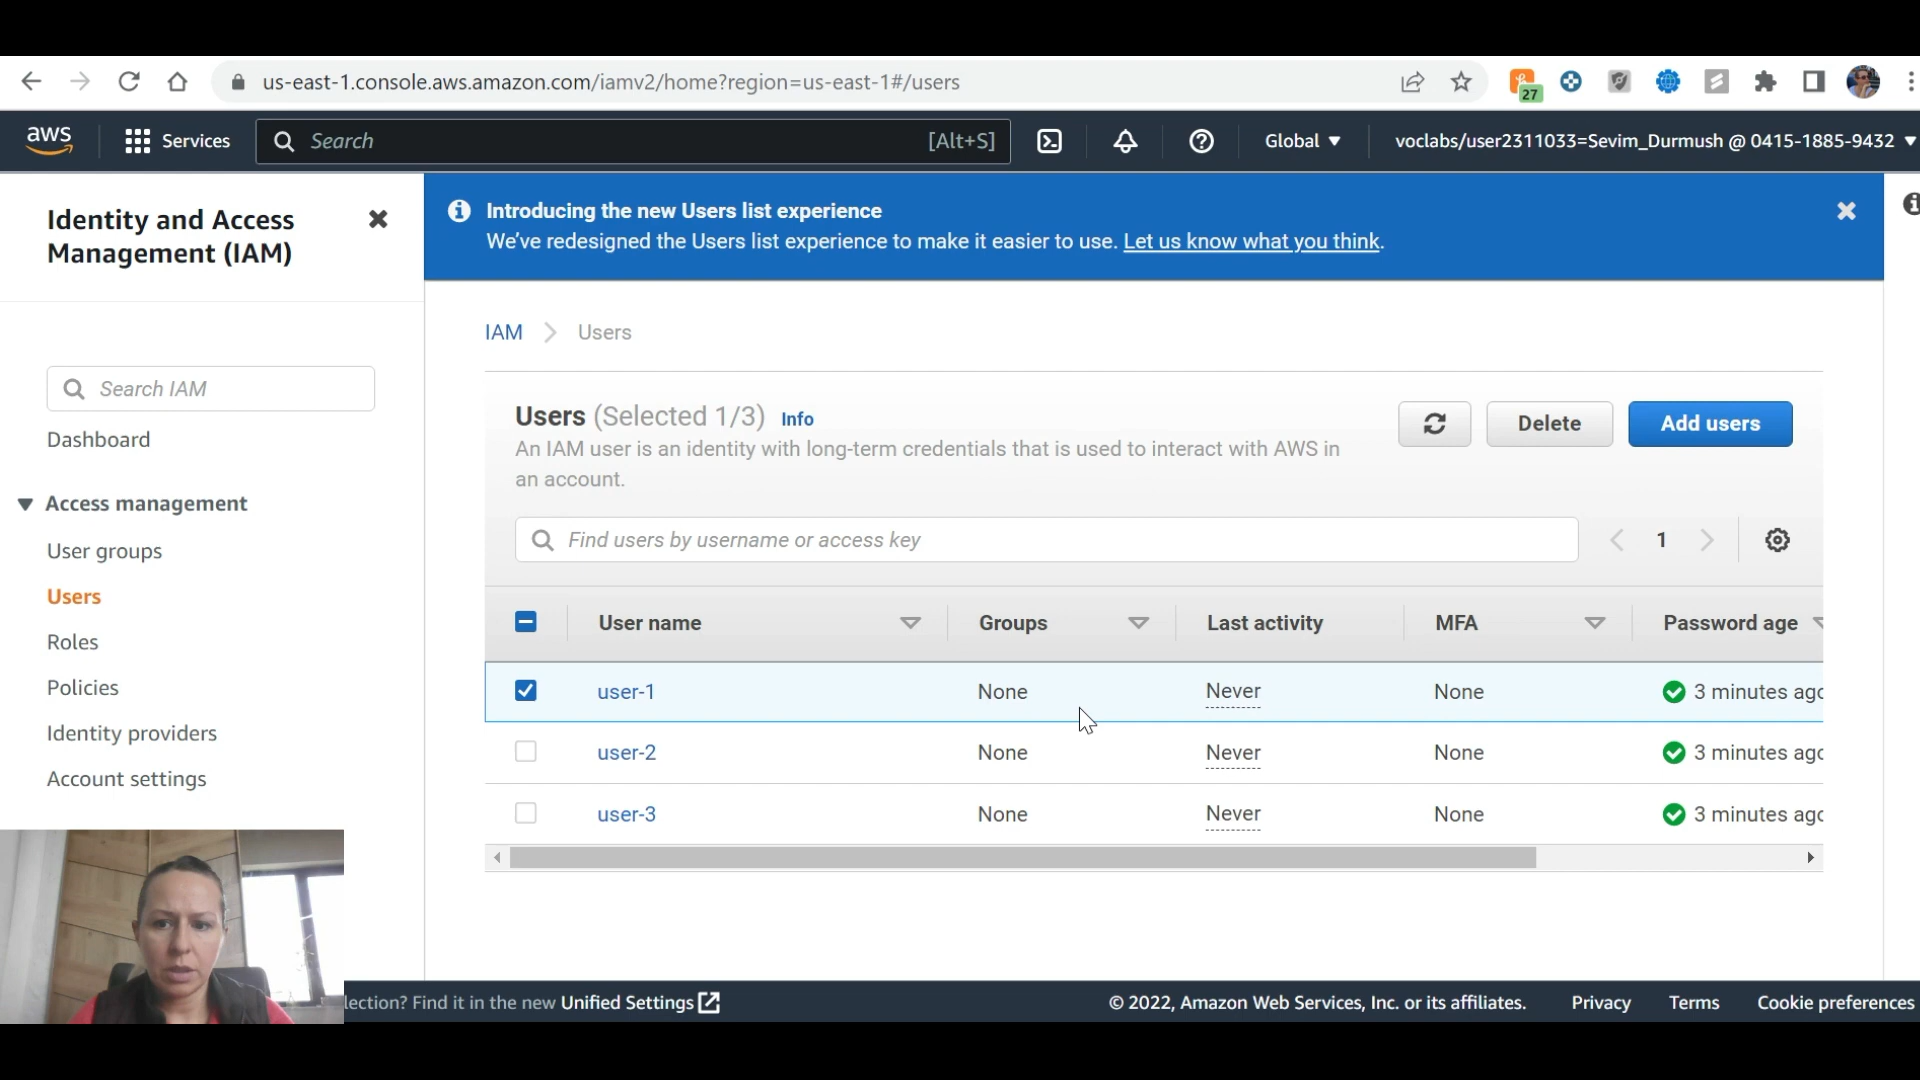 us-east-1.console.aws.amazon.com/iamv2/home?region=us-east-1#/users
27
aws
Services
Search
[Alt+S]
Global
voclabs/user2311033=Sevim_Durmush @ 0415-1885-9432
Identity and Access
Management (IAM)
Search IAM
Dashboard
Access management
User groups
Users
Roles
Policies
Identity providers
Account settings
Introducing the new Users list experience
We've redesigned the Users list experience to make it easier to use. Let us know what you think.
IAM > Users
Users (Selected 1/3) Info
An IAM user is an identity with long-term credentials that is used to interact with AWS in
an account.
Delete
Add users
Find users by username or access key
1
User name Groups Last activity MFA Password age
user-1 None Never None 3 minutes ago
user-2 None Never None 3 minutes ago
user-3 None Never None 3 minutes ago
lection? Find it in the new Unified Settings
© 2022, Amazon Web Services, Inc. or its affiliates.
Privacy
Terms
Cookie preferences